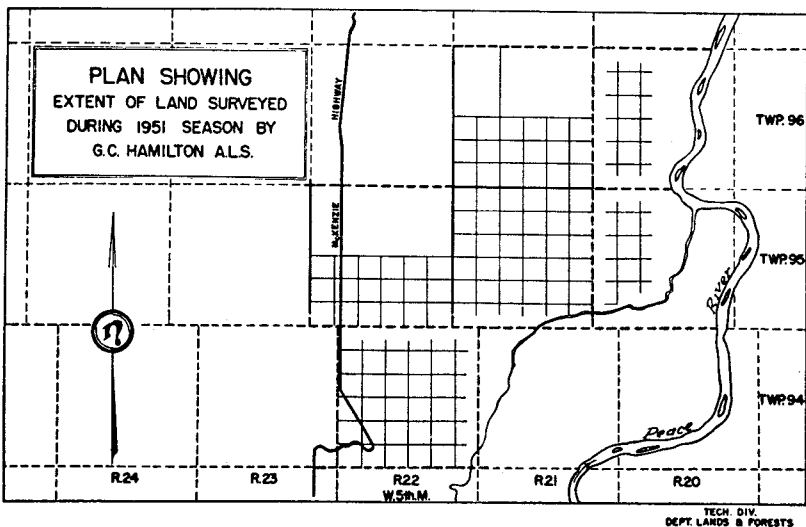 PLAN SHOWING
EXTENT OF LAND SURVEYED
DURING 1951 SEASON BY
G.C. HAMILTON A.L.S.
HIGHWAY
McKENZIE
TWP. 96
TWP. 95
River
TWP. 94
Peace
R.24
R.23
R.22
R.21
R.20
W.5th.M.
TECH. DIV.
DEPT. LANDS & FORESTS